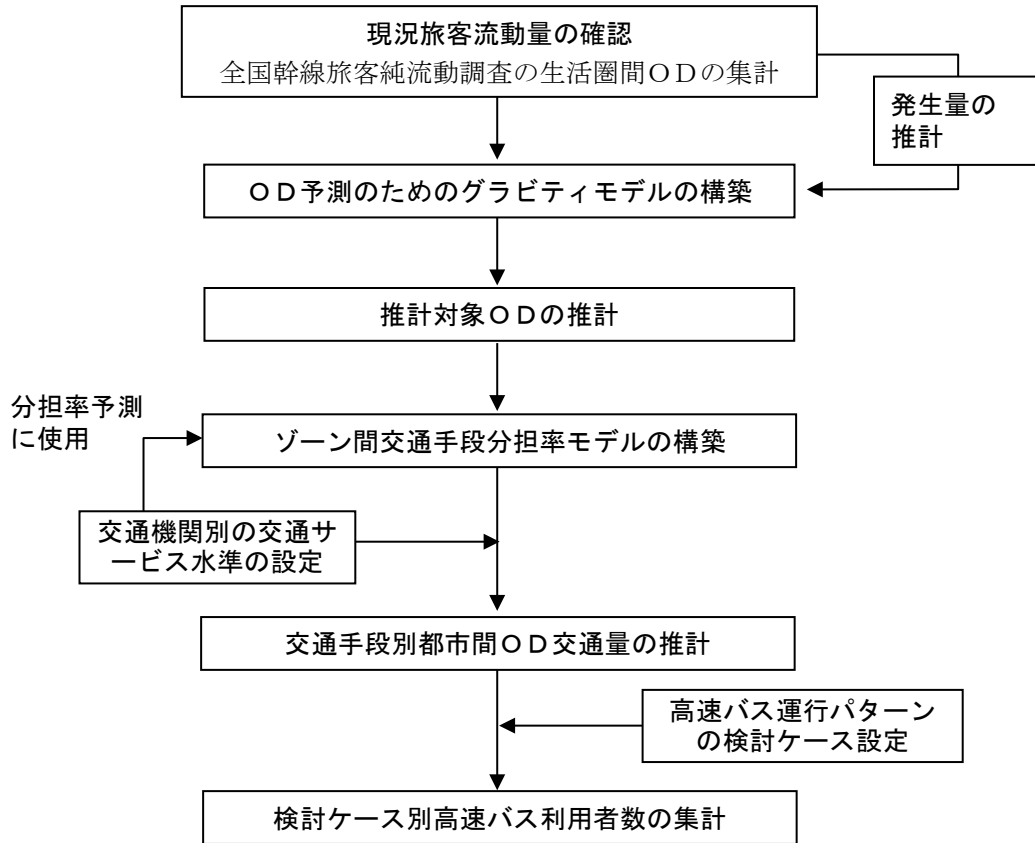 現況旅客流動量の確認
全国幹線旅客純流動調査の生活圏間ODの集計
発生量の
推計
OD予測のためのグラビティモデルの構築
推計対象ODの推計
分担率予測
に使用
ゾーン間交通手段分担率モデルの構築
交通機関別の交通サ
ービス水準の設定
交通手段別都市間OD交通量の推計
高速バス運行パターン
の検討ケース設定
検討ケース別高速バス利用者数の集計